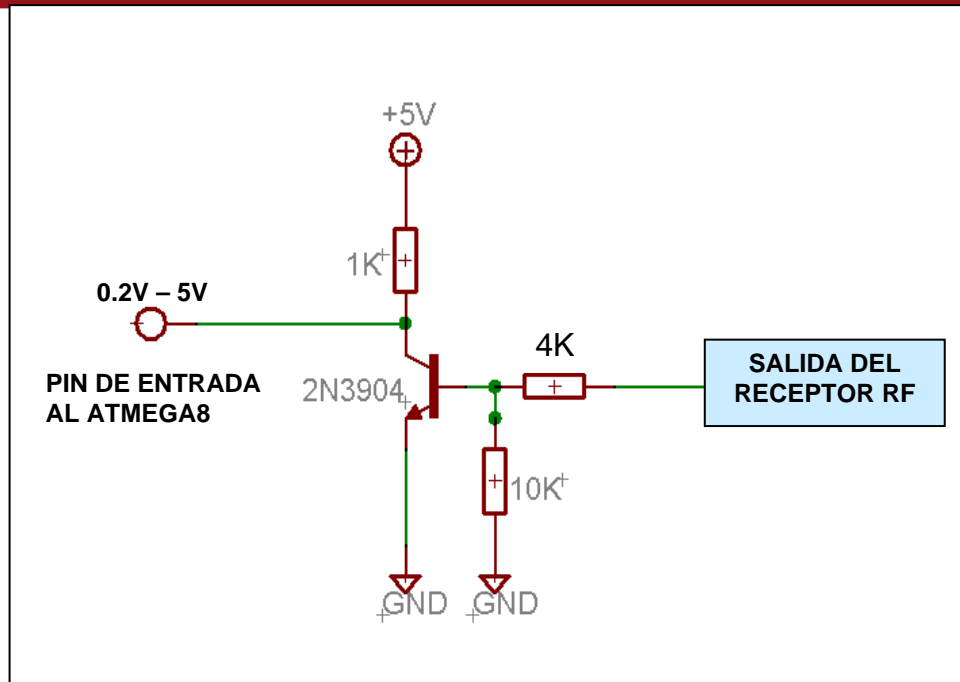 +5V
1K
0.2V – 5V
4K
SALIDA DEL
RECEPTOR RF
PIN DE ENTRADA
AL ATMEGA8
2N3904
10K
GND
GND